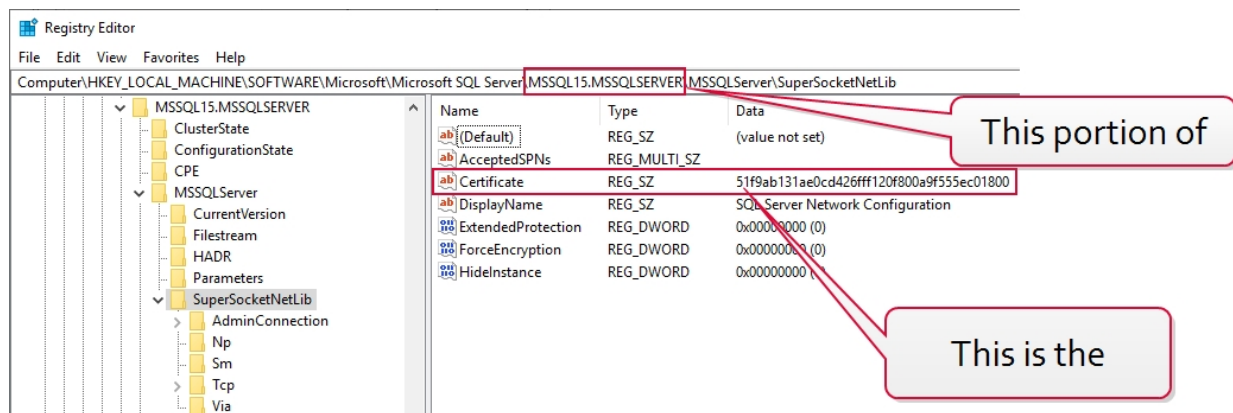 Registry Editor
File Edit View Favorites Help
Computer\HKEY_LOCAL_MACHINE\SOFTWARE\Microsoft\Microsoft SQL Server\MSSQL15.MSSQLSERVER\MSSQLServer\SuperSocketNetLib
MSSQL15.MSSQLSERVER
ClusterState
ConfigurationState
CPE
MSSQLServer
CurrentVersion
Filestream
HADR
Parameters
SuperSocketNetLib
AdminConnection
Np
Sm
Tcp
Via
Name Type Data
(Default) REG_SZ (value not set)
AcceptedSPNs REG_MULTI_SZ
Certificate REG_SZ 51f9ab131ae0cd426fff120f800a9f555ec01800
DisplayName REG_SZ SQL Server Network Configuration
ExtendedProtection REG_DWORD 0x00000000 (0)
ForceEncryption REG_DWORD 0x00000000 (0)
HideInstance REG_DWORD 0x00000000
This portion of
This is the